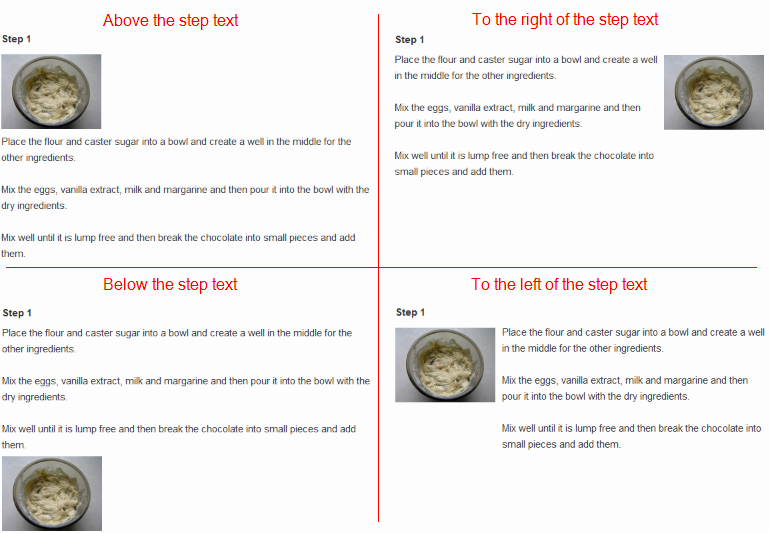 Above the step text
Step 1
Place the flour and caster sugar into a bowl and create a well in the middle for the
other ingredients.
Mix the eggs, vanilla extract, milk and margarine and then pour it into the bowl with the
dry ingredients.
Mix well until it is lump free and then break the chocolate into small pieces and add
them.
To the right of the step text
Step 1
Place the flour and caster sugar into a bowl and create a well
in the middle for the other ingredients.
Mix the eggs, vanilla extract, milk and margarine and then
pour it into the bowl with the dry ingredients.
Mix well until it is lump free and then break the chocolate into
small pieces and add them.
Below the step text
Step 1
Place the flour and caster sugar into a bowl and create a well in the middle for the
other ingredients.
Mix the eggs, vanilla extract, milk and margarine and then pour it into the bowl with the
dry ingredients.
Mix well until it is lump free and then break the chocolate into small pieces and add
them.
To the left of the step text
Step 1
Place the flour and caster sugar into a bowl and create a well
in the middle for the other ingredients.
Mix the eggs, vanilla extract, milk and margarine and then
pour it into the bowl with the dry ingredients.
Mix well until it is lump free and then break the chocolate into
small pieces and add them.